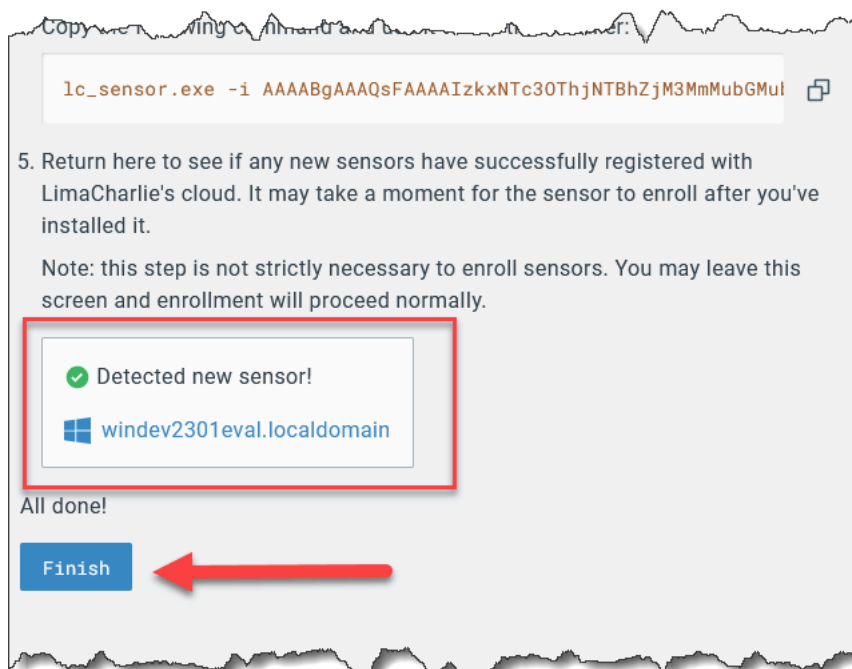 lc_sensor.exe -i AAAABgAAAQsFAAAAIzkxNTc3OThjNTBhZjM3MmMubGMub
5. Return here to see if any new sensors have successfully registered with
LimaCharlie's cloud. It may take a moment for the sensor to enroll after you've
installed it.
Note: this step is not strictly necessary to enroll sensors. You may leave this
screen and enrollment will proceed normally.
Detected new sensor!
windev2301eval.localdomain
All done!
Finish